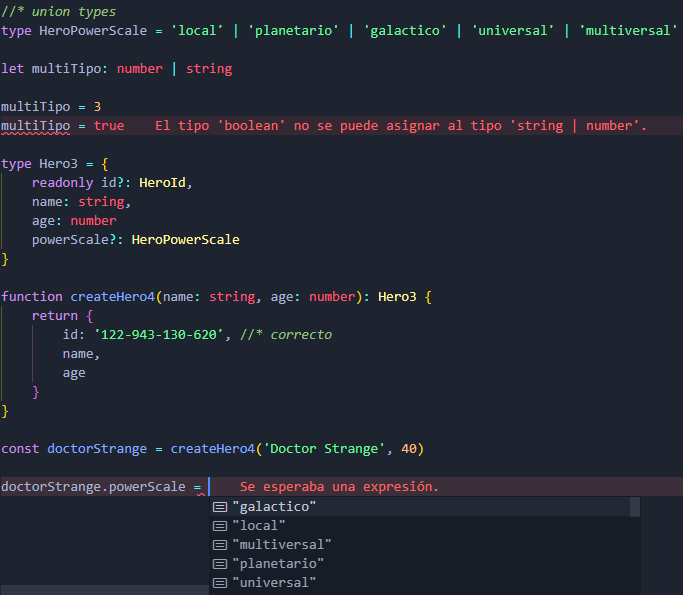 //* union types
type HeroPowerScale = 'local' | 'planetario' | 'galactico' | 'universal' | 'multiversal'
let multiTipo: number | string
multiTipo = 3
multiTipo = true    El tipo 'boolean' no se puede asignar al tipo 'string | number'.
type Hero3 = {
    readonly id?: HeroId,
    name: string,
    age: number
    powerScale?: HeroPowerScale
}
function createHero4(name: string, age: number): Hero3 {
    return {
        id: '122-943-130-620', //* correcto
        name,
        age
    }
}
const doctorStrange = createHero4('Doctor Strange', 40)
doctorStrange.powerScale =     Se esperaba una expresión.
"galactico"
"local"
"multiversal"
"planetario"
"universal"